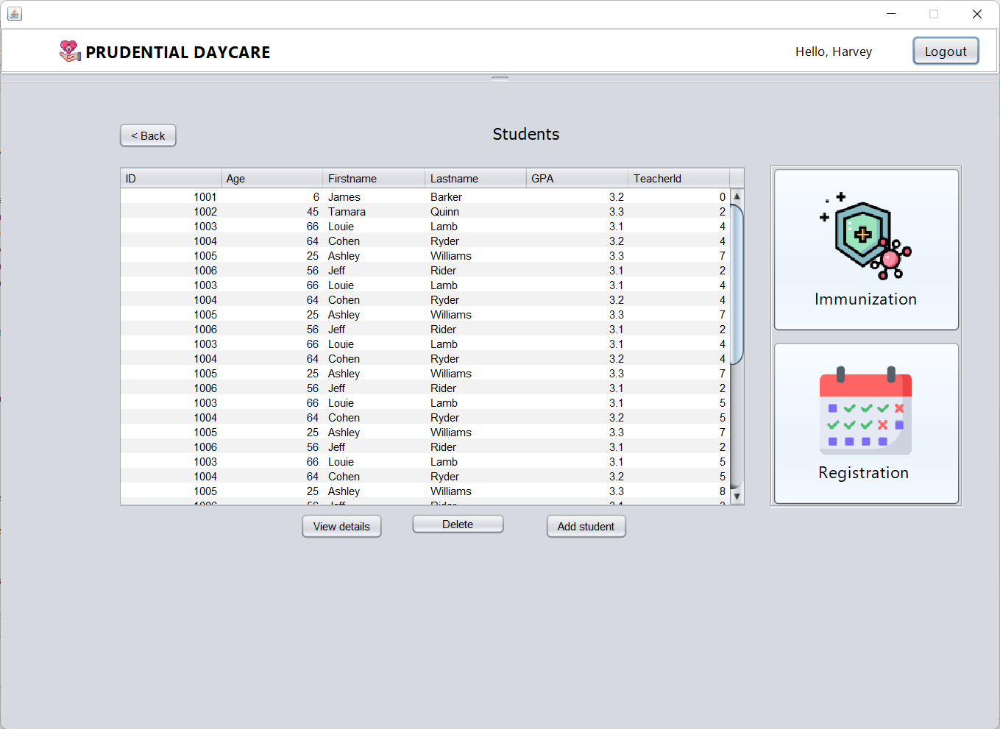 PRUDENTIAL DAYCARE
Hello, Harvey
Logout
< Back
Students
ID Age Firstname Lastname GPA TeacherId
1001 6 James Barker 3.2 0
1002 45 Tamara Quinn 3.3 2
1003 66 Louie Lamb 3.1 4
1004 64 Cohen Ryder 3.2 4
1005 25 Ashley Williams 3.3 7
1006 56 Jeff Rider 3.1 2
1003 66 Louie Lamb 3.1 4
1004 64 Cohen Ryder 3.2 4
1005 25 Ashley Williams 3.3 7
1006 56 Jeff Rider 3.1 2
1003 66 Louie Lamb 3.1 4
1004 64 Cohen Ryder 3.2 4
1005 25 Ashley Williams 3.3 7
1006 56 Jeff Rider 3.1 2
1003 66 Louie Lamb 3.1 5
1004 64 Cohen Ryder 3.2 5
1005 25 Ashley Williams 3.3 7
1006 56 Jeff Rider 3.1 2
1003 66 Louie Lamb 3.1 5
1004 64 Cohen Ryder 3.2 5
1005 25 Ashley Williams 3.3 8
Immunization
Registration
View details
Delete
Add student